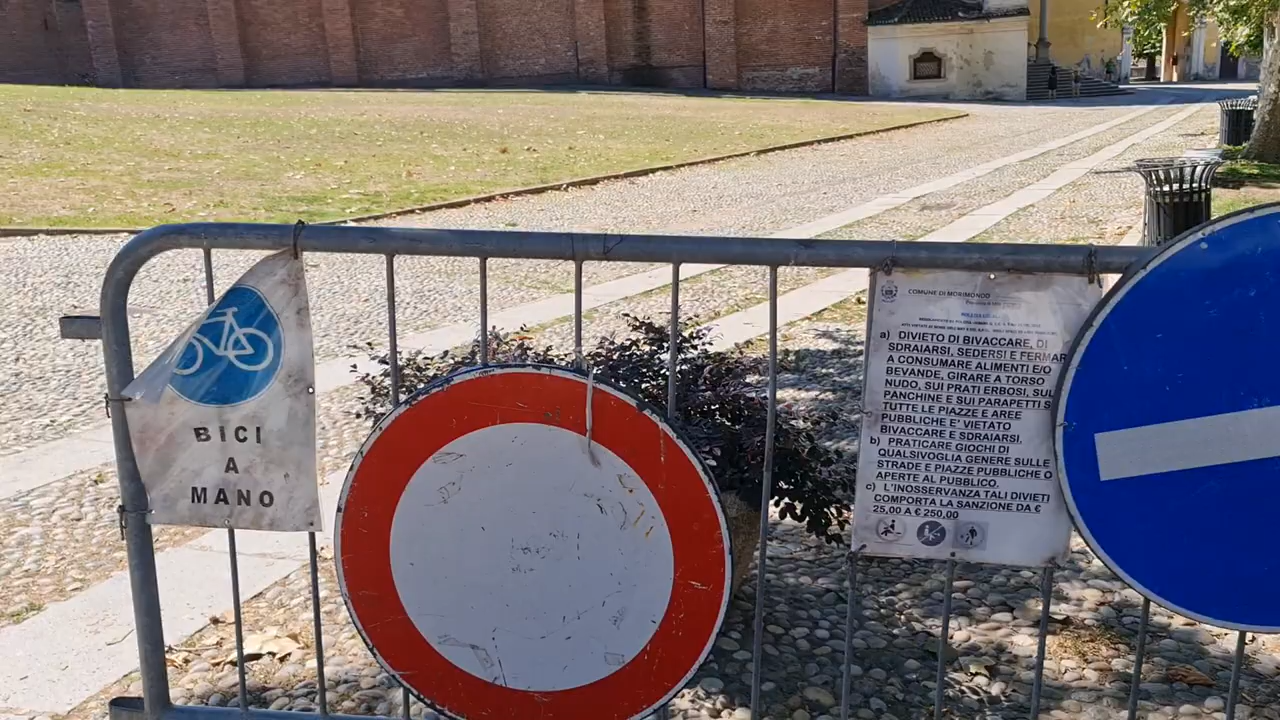 BICI
A
MANO
COMUNE DI MORIMONDO
a) DIVIETO DI BIVACCARE, DI
SDRAIARSI, SEDERSI E FERMAR
A CONSUMARE ALIMENTI E/O
BEVANDE, GIRARE A TORSO
NUDO, SUI PRATI ERBOSI, SUL
PANCHINE E SUI PARAPETTI S
TUTTE LE PIAZZE E AREE
PUBBLICHE E' VIETATO
BIVACCARE E SDRAIARSI.
b) PRATICARE GIOCHI DI
QUALSIVOGLIA GENERE SULLE
STRADE E PIAZZE PUBBLICHE O
APERTE AL PUBBLICO.
c) L'INOSSERVANZA TALI DIVIETI
COMPORTA LA SANZIONE DA €
25,00 A € 250,00